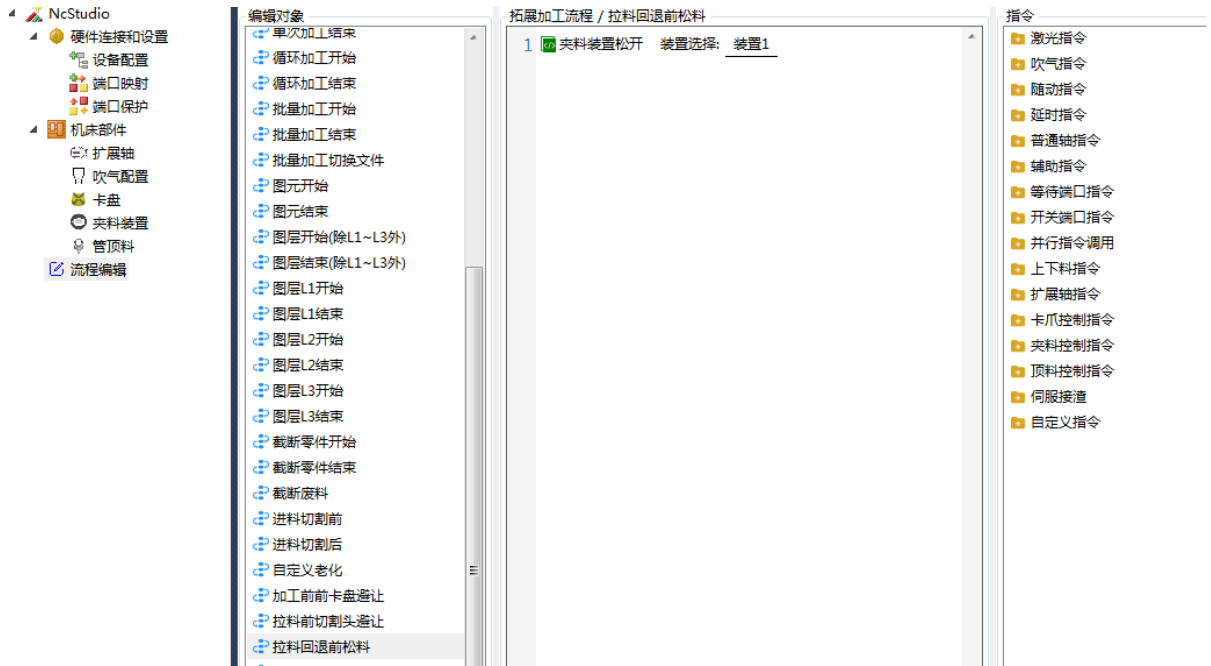 NcStudio
硬件连接和设置
设备配置
端口映射
端口保护
机床部件
扩展轴
吹气配置
卡盘
夹料装置
管顶料
流程编辑
编辑对象
单次加工结束
循环加工开始
循环加工结束
批量加工开始
批量加工结束
批量加工切换文件
图元开始
图元结束
图层开始(除L1~L3外)
图层结束(除L1~L3外)
图层L1开始
图层L1结束
图层L2开始
图层L2结束
图层L3开始
图层L3结束
截断零件开始
截断零件结束
截断废料
进料切割前
进料切割后
自定义老化
加工前前卡盘避让
拉料前切割头避让
拉料回退前松料
拓展加工流程 / 拉料回退前松料
1 夹料装置松开 装置选择: 装置1
指令
激光指令
吹气指令
随动指令
延时指令
普通轴指令
辅助指令
等待端口指令
开关端口指令
并行指令调用
上下料指令
扩展轴指令
卡爪控制指令
夹料控制指令
顶料控制指令
伺服接渣
自定义指令